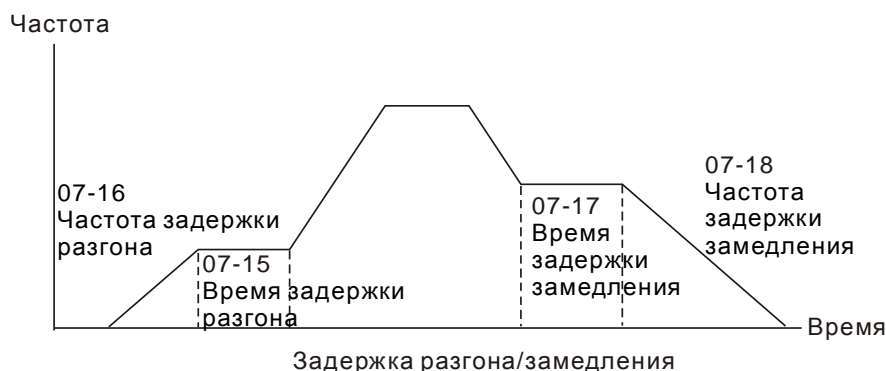 Частота
07-16
Частота задержки
разгона
07-15
Время задержки
разгона
07-17
Время
задержки
замедления
07-18
Частота
задержки
замедления
Время
Задержка разгона/замедления